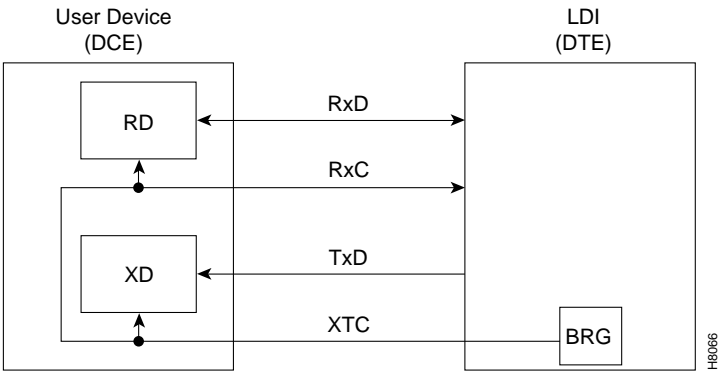 User Device
(DCE)
LDI
(DTE)
RD
RxD
RxC
XD
TxD
XTC
BRG
H8066